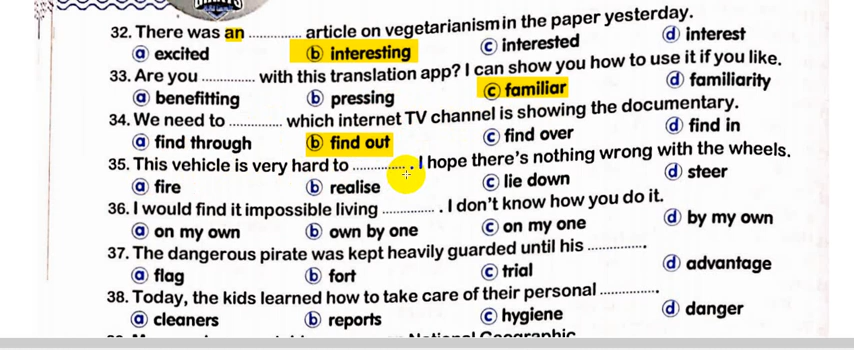 32. There was an ............. article on vegetarianism in the paper yesterday.
ⓐ excited ⓑ interesting ⓒ interested ⓓ interest
33. Are you ............. with this translation app? I can show you how to use it if you like.
ⓐ benefitting ⓑ pressing ⓒ familiar ⓓ familiarity
34. We need to ............. which internet TV channel is showing the documentary.
ⓐ find through ⓑ find out ⓒ find over ⓓ find in
35. This vehicle is very hard to ............. . I hope there's nothing wrong with the wheels.
ⓐ fire ⓑ realise ⓒ lie down ⓓ steer
36. I would find it impossible living ............. . I don't know how you do it.
ⓐ on my own ⓑ own by one ⓒ on my one ⓓ by my own
37. The dangerous pirate was kept heavily guarded until his .............
ⓐ flag ⓑ fort ⓒ trial ⓓ advantage
38. Today, the kids learned how to take care of their personal .............
ⓐ cleaners ⓑ reports ⓒ hygiene ⓓ danger
National Geographic